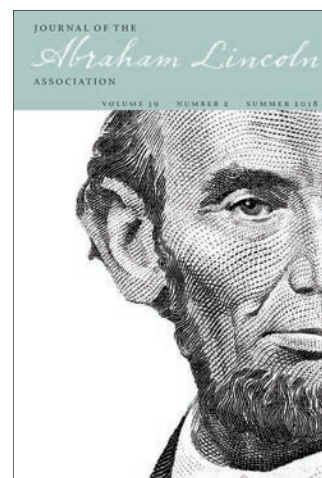 JOURNAL OF THE
Abraham Lincoln
ASSOCIATION
VOLUME 39 NUMBER 2 SUMMER 2018